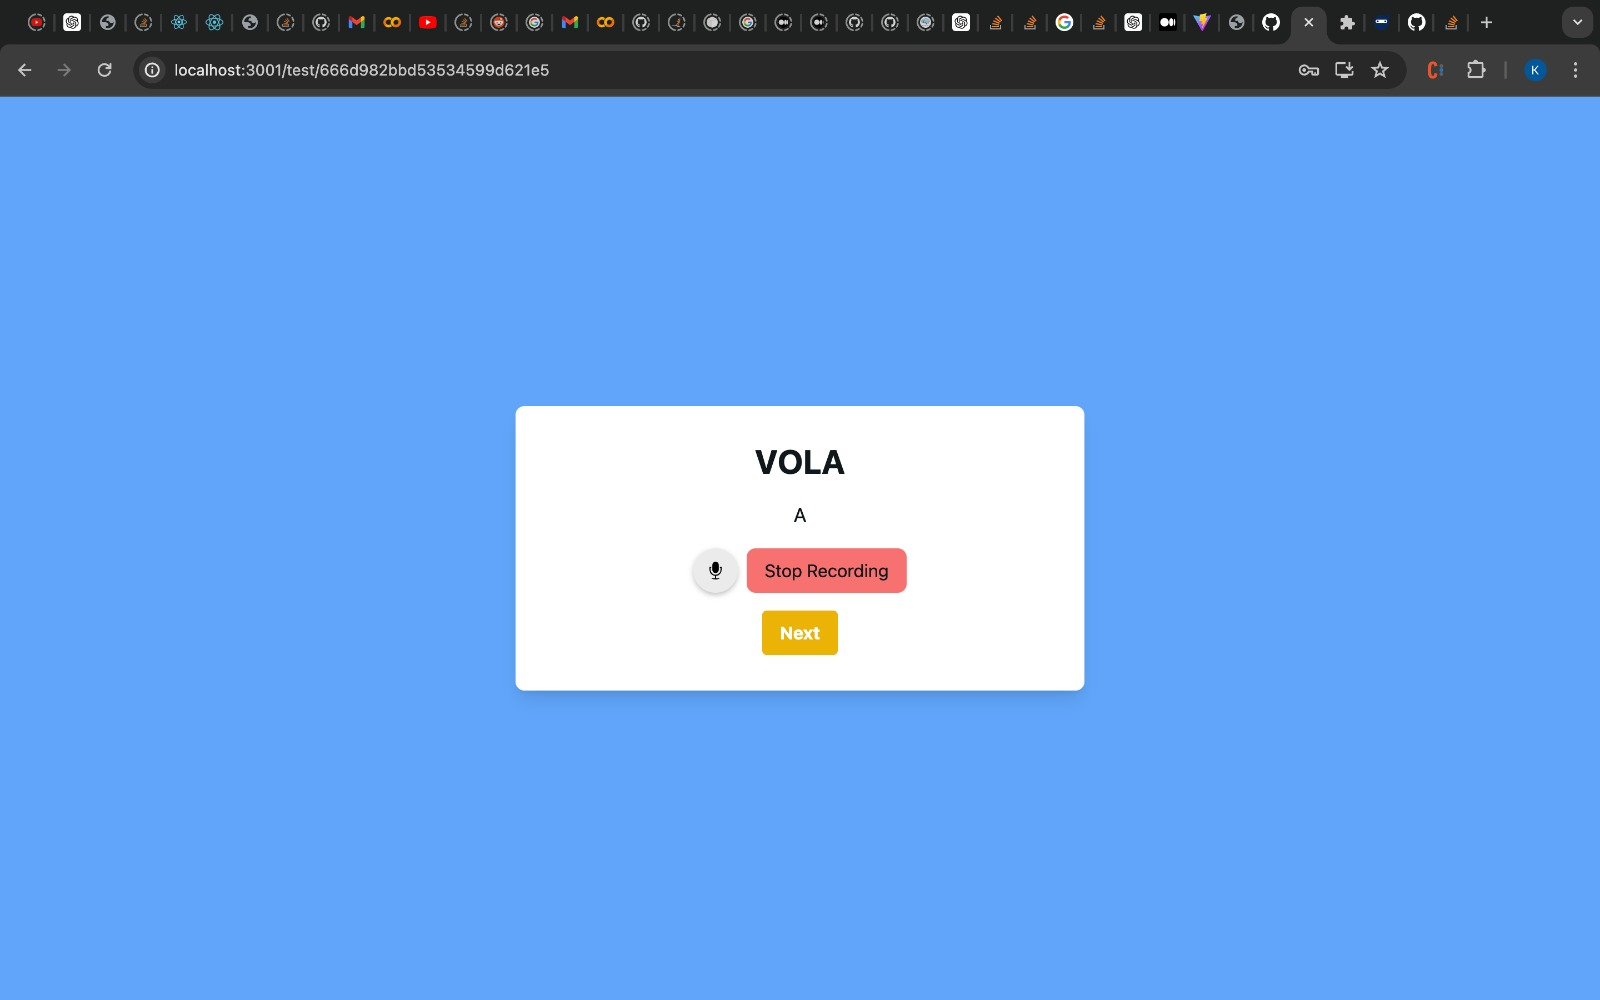 localhost:3001/test/666d982bbd53534599d621e5
K
VOLA
A
Stop Recording
Next